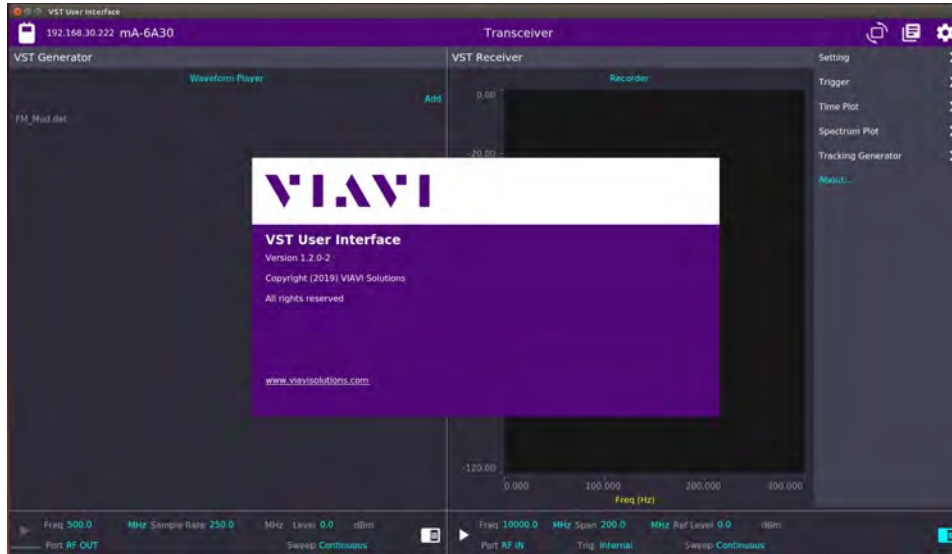 VST User Interface
192.168.30.222 mA-6A30
Transceiver
VST Generator
VST Receiver
Setting
Waveform Player
Recorder
Trigger
Add
0.00
Time Plot
FM_Mod.dat
Spectrum Plot
-20.00
Tracking Generator
About...
VIAVI
VST User Interface
Version 1.2.0-2
Copyright (2019) VIAVI Solutions
All rights reserved
www.viavisolutions.com
-120.00
0.000 100.000 200.000 300.000
Freq (Hz)
Freq 500.0 MHz Sample Rate 250.0 MHz Level 0.0 dBm
Port RF OUT Sweep Continuous
Freq 10000.0 MHz Span 200.0 MHz Ref Level 0.0 dBm
Port RF IN Trig Internal Sweep Continuous